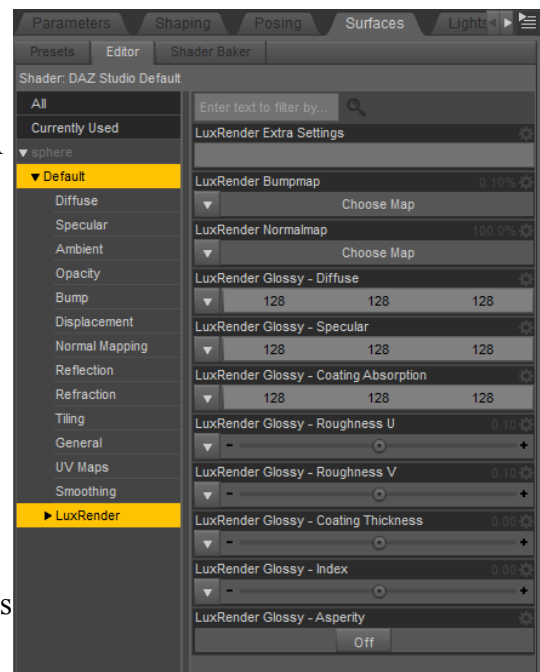 Parameters Shaping Posing Surfaces Lights
Presets Editor Shader Baker
Shader: DAZ Studio Default
All
Currently Used
sphere
Default
Diffuse
Specular
Ambient
Opacity
Bump
Displacement
Normal Mapping
Reflection
Refraction
Tiling
General
UV Maps
Smoothing
LuxRender
Enter text to filter by...
LuxRender Extra Settings
LuxRender Bumpmap 0.10%
Choose Map
LuxRender Normalmap 100.0%
Choose Map
LuxRender Glossy - Diffuse
128 128 128
LuxRender Glossy - Specular
128 128 128
LuxRender Glossy - Coating Absorption
128 128 128
LuxRender Glossy - Roughness U 0.10
- +
LuxRender Glossy - Roughness V 0.10
- +
LuxRender Glossy - Coating Thickness 0.00
- +
LuxRender Glossy - Index 0.00
- +
LuxRender Glossy - Asperity
Off
s